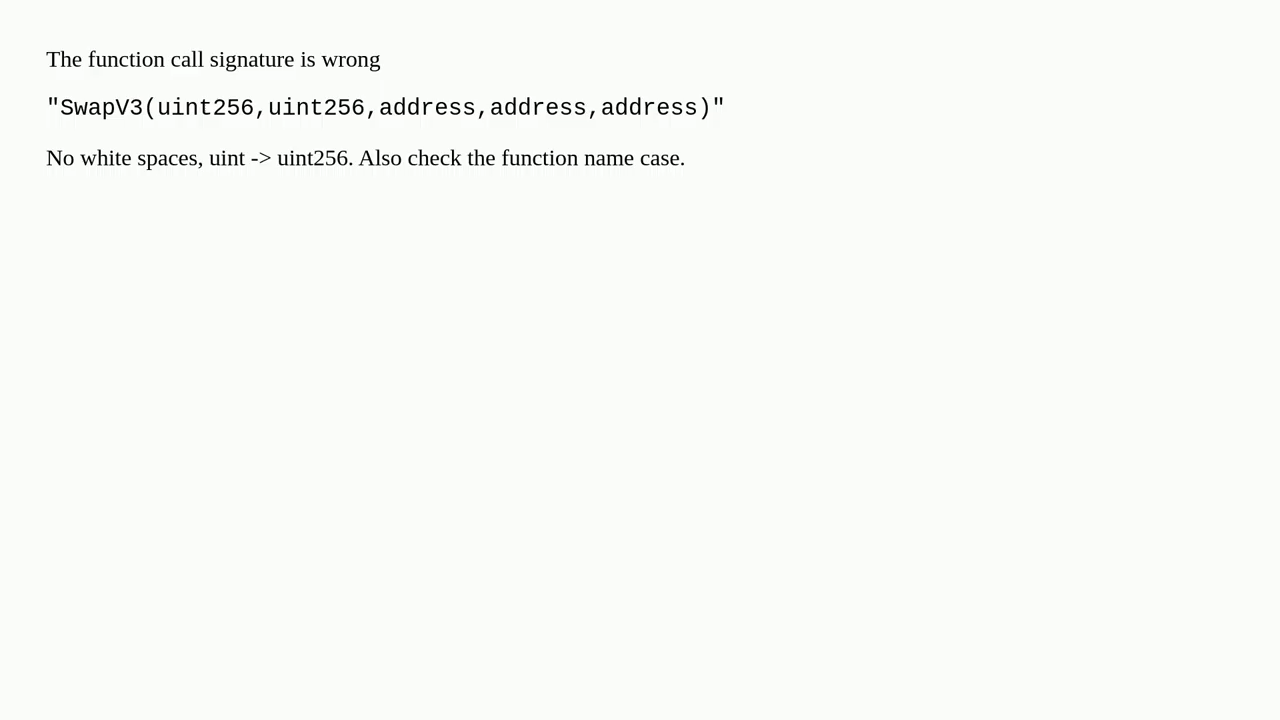 The function call signature is wrong
"SwapV3(uint256,uint256,address,address,address)"
No white spaces, uint -> uint256. Also check the function name case.